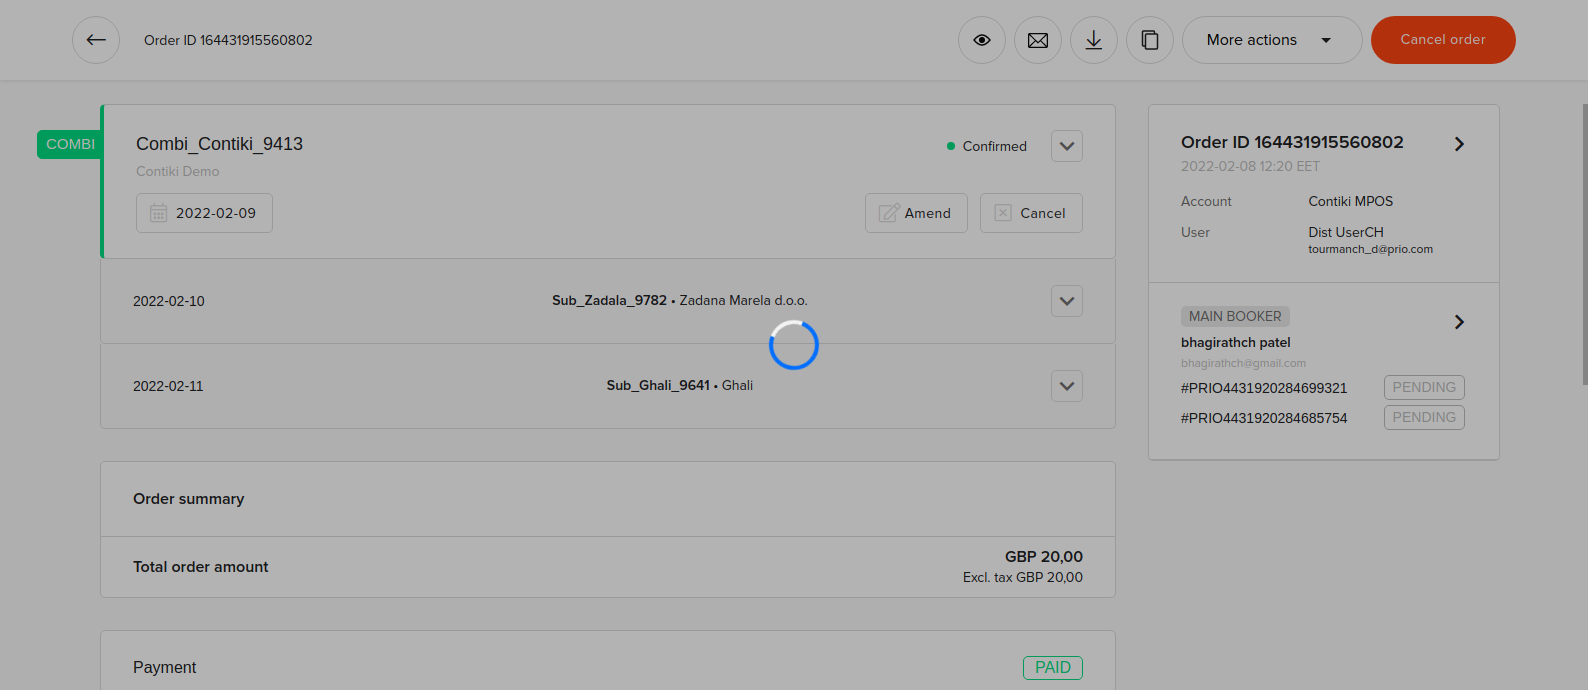 Order ID 164431915560802
More actions
Cancel order
COMBI
Combi_Contiki_9413
Confirmed
Contiki Demo
2022-02-09
Amend
Cancel
2022-02-10
Sub_Zadala_9782 • Zadana Marela d.o.o.
2022-02-11
Sub_Ghali_9641 • Ghali
Order summary
Total order amount
GBP 20,00
Excl. tax GBP 20,00
Payment
PAID
Order ID 164431915560802
2022-02-08 12:20 EET
Account Contiki MPOS
User Dist UserCH
tourmanch_d@prio.com
MAIN BOOKER
bhagirathch patel
bhagirathch@gmail.com
#PRIO4431920284699321 PENDING
#PRIO4431920284685754 PENDING